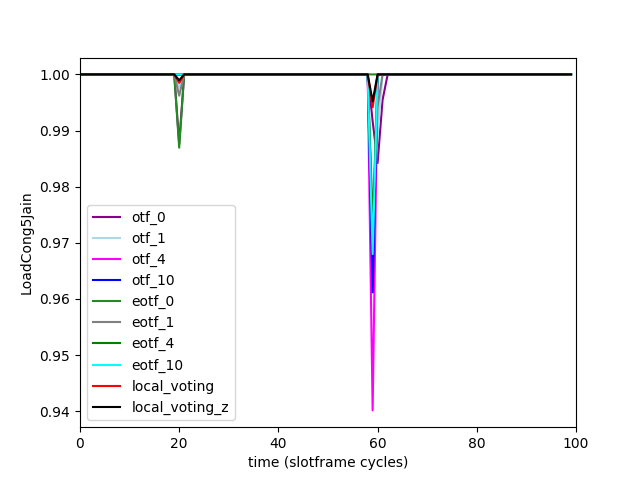 1.00
0.99
0.98
0.97
0.96
0.95
0.94
LoadCong5Jain
otf_0
otf_1
otf_4
otf_10
eotf_0
eotf_1
eotf_4
eotf_10
local_voting
local_voting_z
0 20 40 60 80 100
time (slotframe cycles)